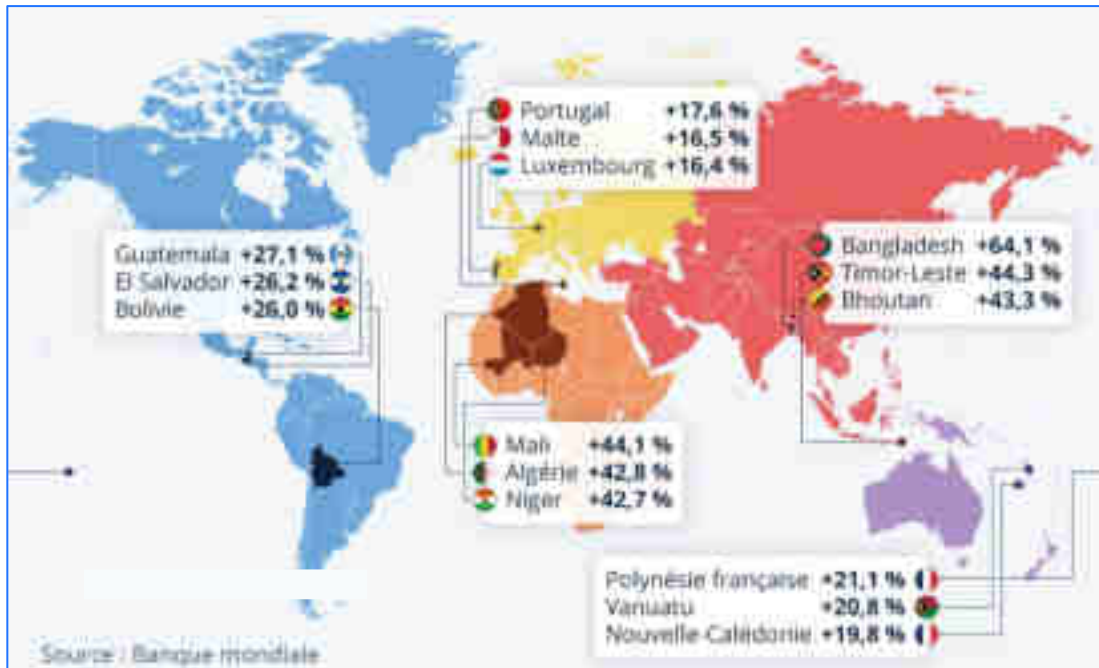 Portugal +17,6 %
Malte +16,5 %
Luxembourg +16,4 %
Guatemala +27,1 %
El Salvador +26,2 %
Bolivie +26,0 %
Bangladesh +64,1 %
Timor-Leste +44,3 %
Bhoutan +43,3 %
Mali +44,1 %
Algérie +42,8 %
Niger +42,7 %
Polynésie française +21,1 %
Vanuatu +20,8 %
Nouvelle-Calédonie +19,8 %
Source : Banque mondiale